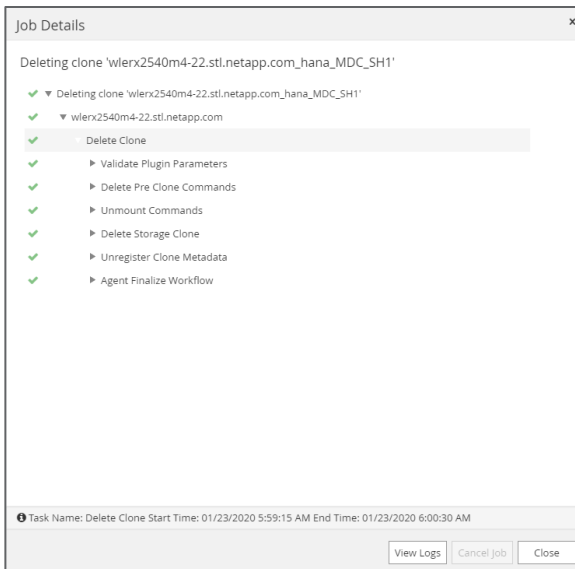 Job Details
x
Deleting clone 'wlerx2540m4-22.stl.netapp.com_hana_MDC_SH1'
Deleting clone 'wlerx2540m4-22.stl.netapp.com_hana_MDC_SH1'
wlerx2540m4-22.stl.netapp.com
Delete Clone
Validate Plugin Parameters
Delete Pre Clone Commands
Unmount Commands
Delete Storage Clone
Unregister Clone Metadata
Agent Finalize Workflow
Task Name: Delete Clone Start Time: 01/23/2020 5:59:15 AM End Time: 01/23/2020 6:00:30 AM
View Logs Cancel Job Close